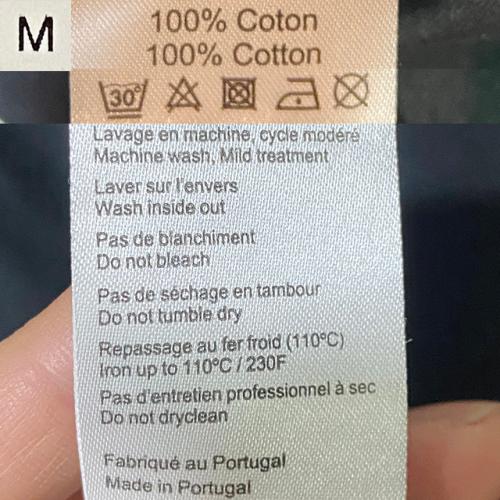 M
100% Coton
100% Cotton
30°
Lavage en machine, cycle modéré
Machine wash, Mild treatment
Laver sur l'envers
Wash inside out
Pas de blanchiment
Do not bleach
Pas de séchage en tambour
Do not tumble dry
Repassage au fer froid (110ºC)
Iron up to 110ºC / 230F
Pas d'entretien professionnel à sec
Do not dryclean
Fabriqué au Portugal
Made in Portugal